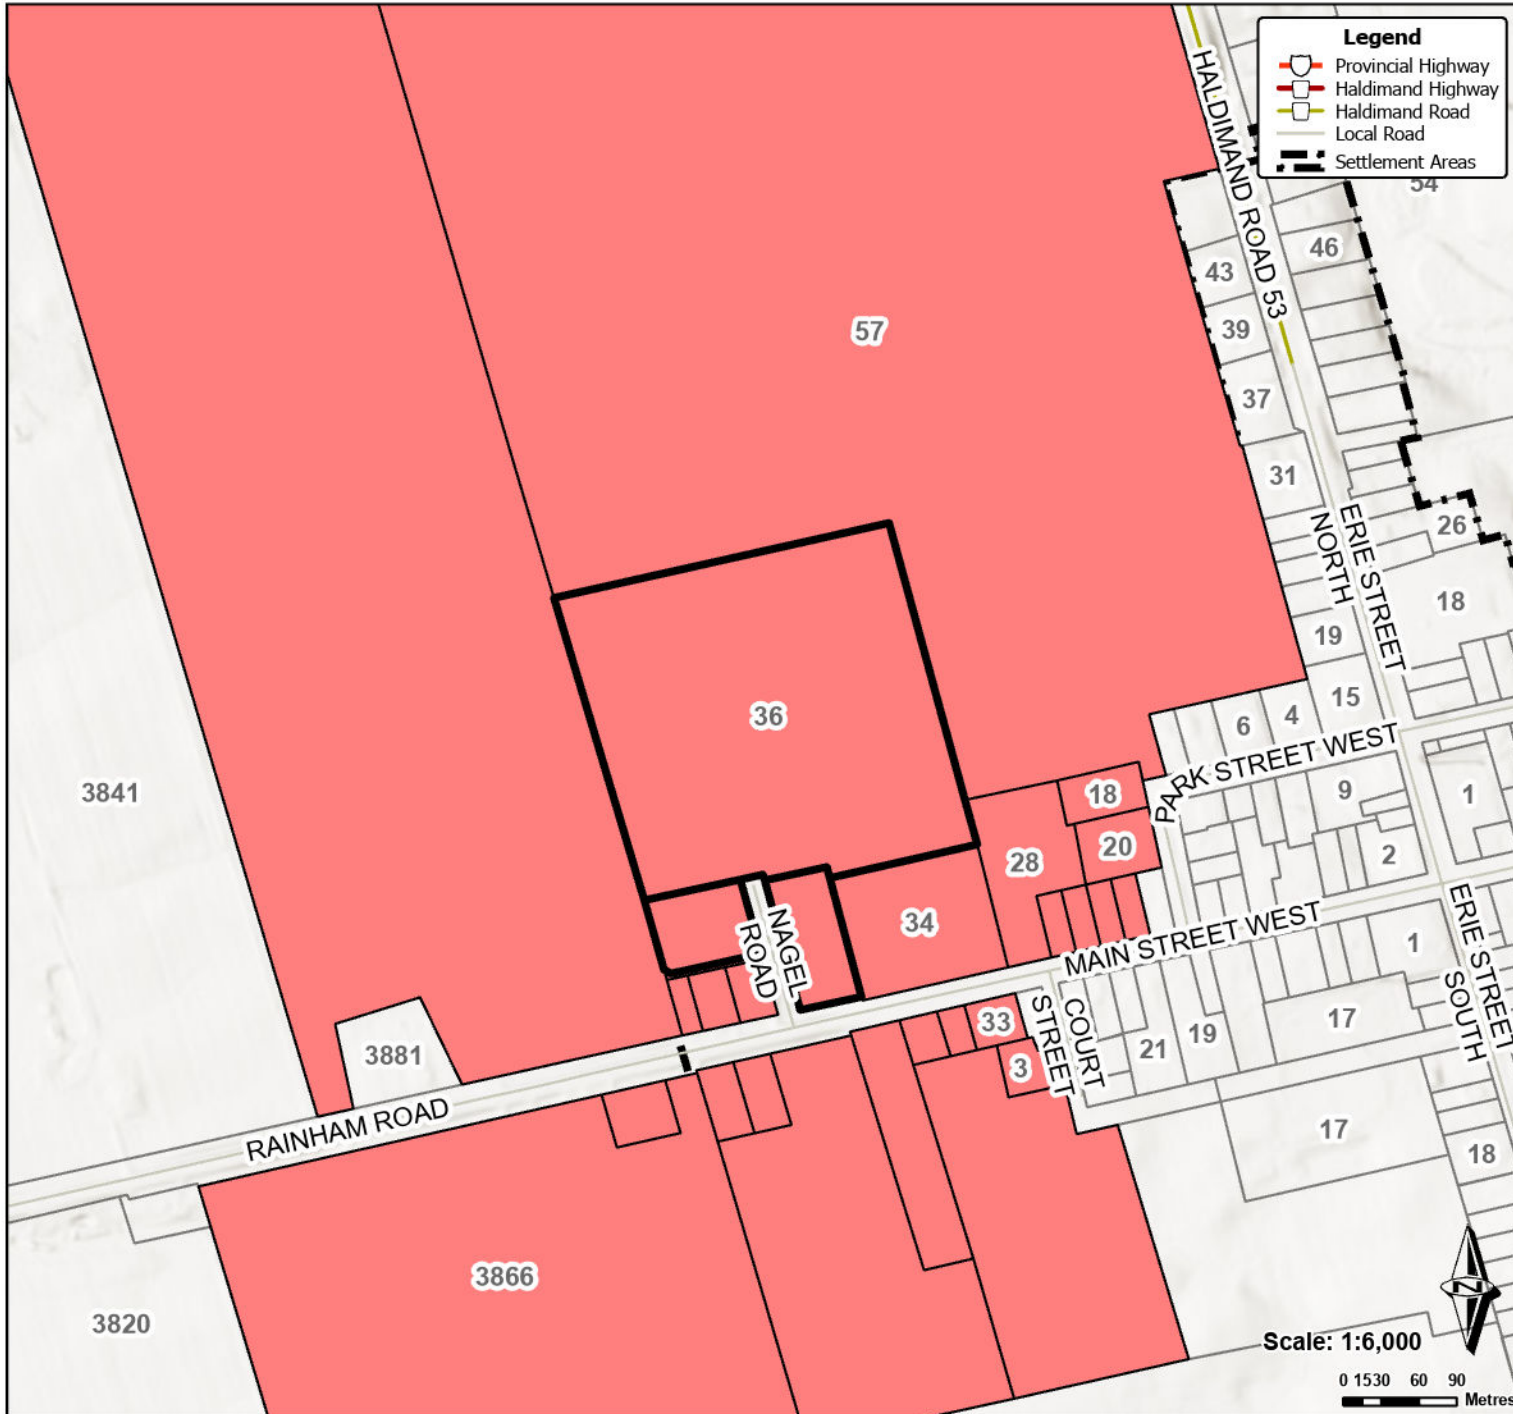 Legend
Provincial Highway
Haldimand Highway
Haldimand Road
Local Road
Settlement Areas
HALDIMAND ROAD 53
54
46
43
57
39
37
31
ERIE STREET
NORTH
26
18
19
15
36
4
6
PARK STREET WEST
3841
18
9
1
20
2
28
34
NAGEL
ROAD
MAIN STREET WEST
ERIE STREET
SOUTH
1
33
COURT
STREET
17
19
21
3881
3
RAINHAM ROAD
17
18
3866
3820
N
Scale: 1:6,000
0 15 30 60 90
Metres